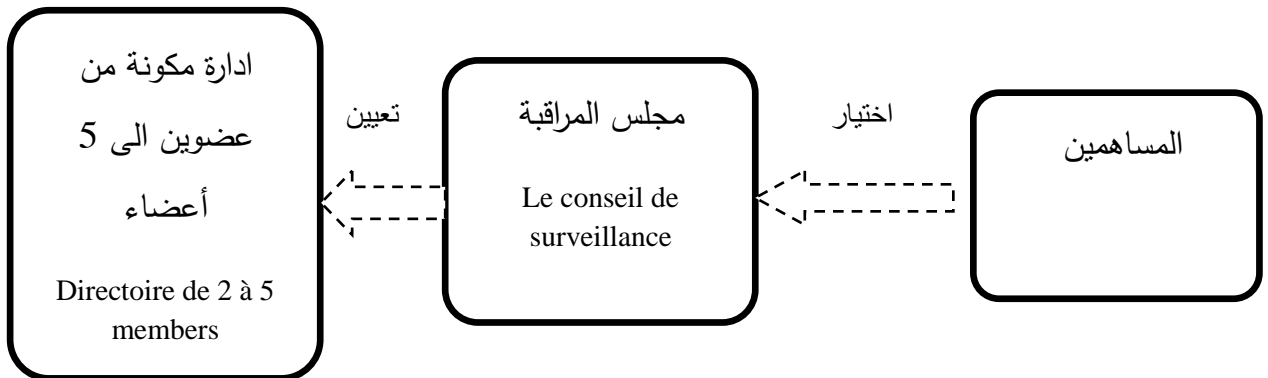 المساهمين
اختيار
مجلس المراقبة
Le conseil de
surveillance
تعيين
ادارة مكونة من
عضوين الى 5
أعضاء
Directoire de 2 à 5
members